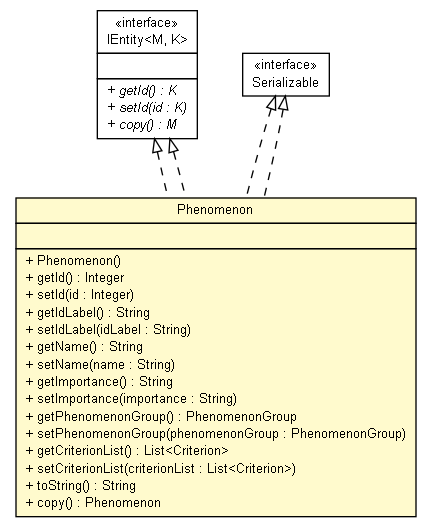 «interface»
IEntity<M, K>
+ getId() : K
+ setId(id : K)
+ copy() : M
«interface»
Serializable
Phenomenon
+ Phenomenon()
+ getId() : Integer
+ setId(id : Integer)
+ getIdLabel() : String
+ setIdLabel(idLabel : String)
+ getName() : String
+ setName(name : String)
+ getImportance() : String
+ setImportance(importance : String)
+ getPhenomenonGroup() : PhenomenonGroup
+ setPhenomenonGroup(phenomenonGroup : PhenomenonGroup)
+ getCriterionList() : List<Criterion>
+ setCriterionList(criterionList : List<Criterion>)
+ toString() : String
+ copy() : Phenomenon